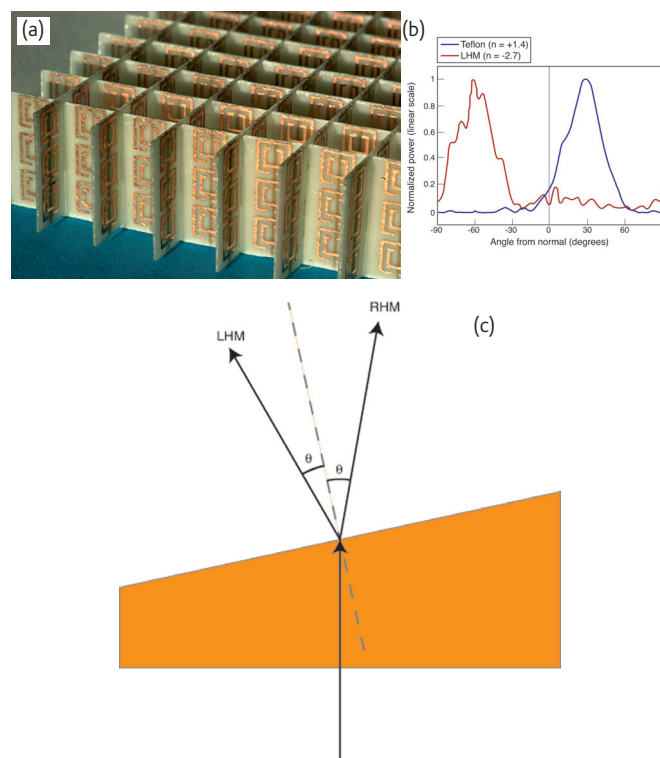 (a)
(b)
Teflon (n = +1.4)
LHM (n = -2.7)
Normalized power (linear scale)
1
0.8
0.6
0.4
0.2
0
-90
-60
-30
0
30
60
Angle from normal (degrees)
(c)
LHM
RHM
θ
θ